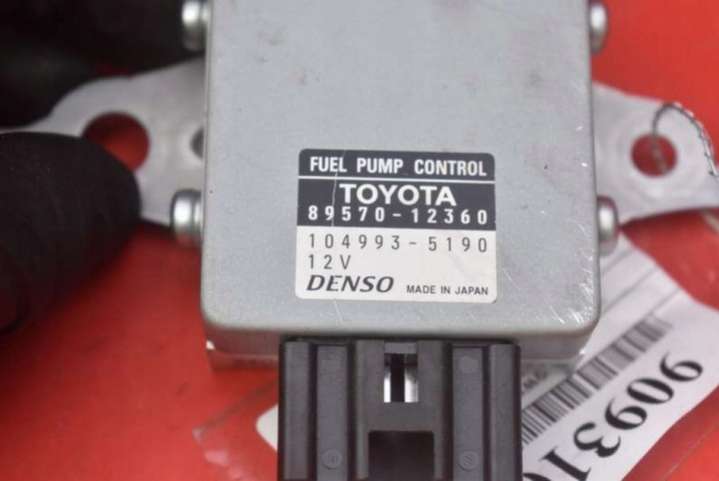 FUEL PUMP CONTROL
TOYOTA
89570-12360
104993-5190
12V
DENSO MADE IN JAPAN